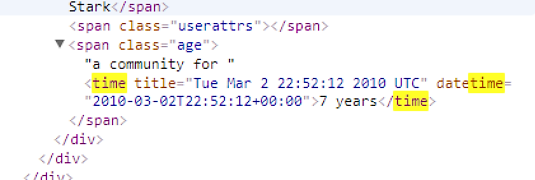 Stark</span>
<span class="userattrs"></span>
▼<span class="age">
"a community for "
<time title="Tue Mar 2 22:52:12 2010 UTC" datetime=
"2010-03-02T22:52:12+00:00">7 years</time>
</span>
</div>
</div>
</div>